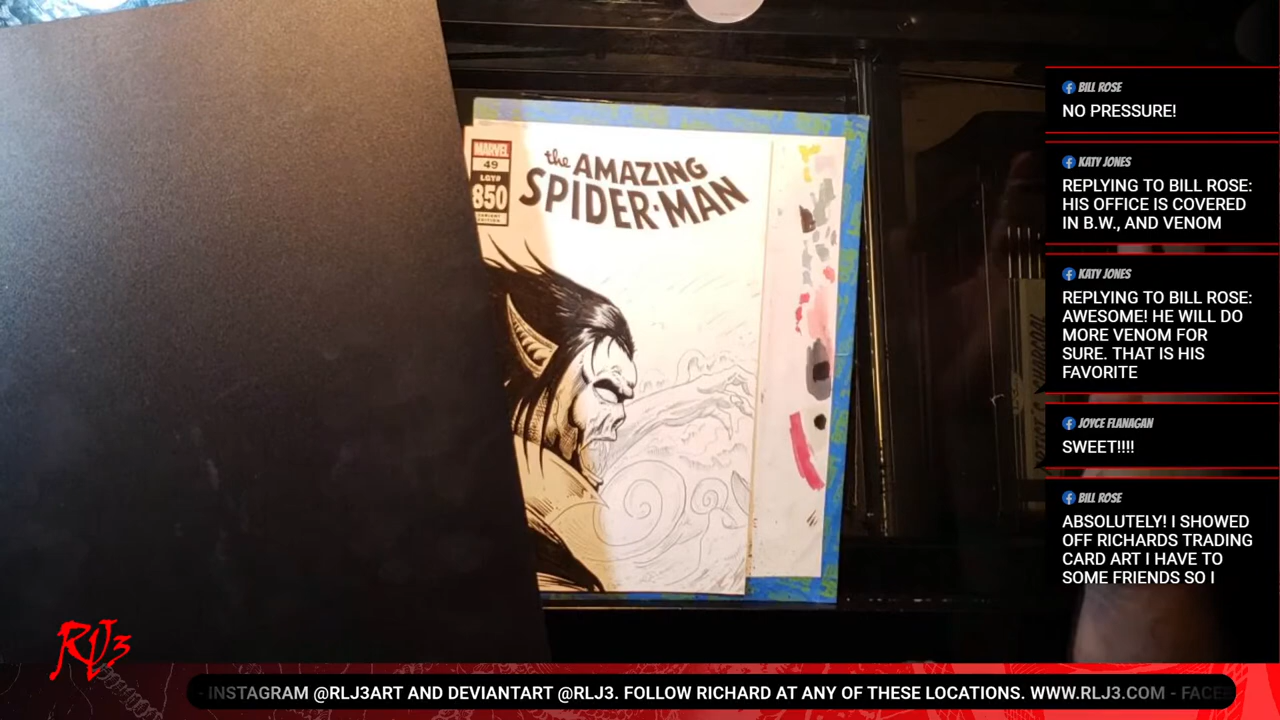 MARVEL
49
LGY#
850
VARIANT
EDITION
the AMAZING
SPIDER-MAN
BILL ROSE
NO PRESSURE!
KATY JONES
REPLYING TO BILL ROSE:
HIS OFFICE IS COVERED
IN B.W., AND VENOM
KATY JONES
REPLYING TO BILL ROSE:
AWESOME! HE WILL DO
MORE VENOM FOR
SURE. THAT IS HIS
FAVORITE
JOYCE FLANAGAN
SWEET!!!!
BILL ROSE
ABSOLUTELY! I SHOWED
OFF RICHARDS TRADING
CARD ART I HAVE TO
SOME FRIENDS SO I
CHARCOAL
RLJ3
- INSTAGRAM @RLJ3ART AND DEVIANTART @RLJ3. FOLLOW RICHARD AT ANY OF THESE LOCATIONS. WWW.RLJ3.COM - FACE